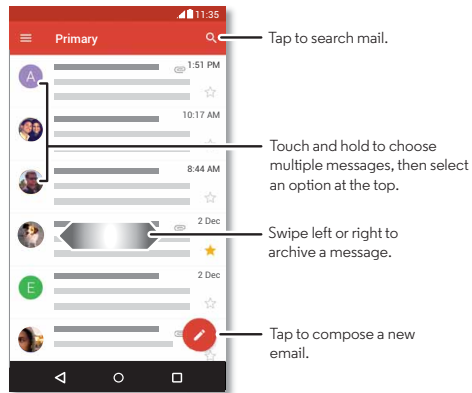 11:35
Primary
Tap to search mail.
A
1:51 PM
10:17 AM
Touch and hold to choose
multiple messages, then select
an option at the top.
8:44 AM
2 Dec
Swipe left or right to
archive a message.
E
2 Dec
Tap to compose a new
email.